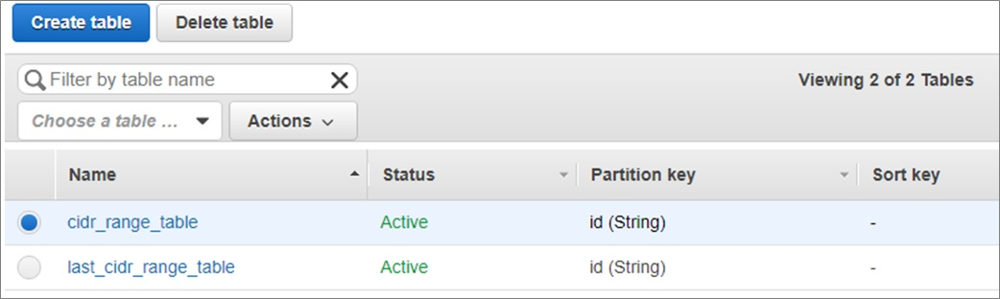 Create table Delete table
Filter by table name
Viewing 2 of 2 Tables
Choose a table ... Actions
Name Status Partition key Sort key
cidr_range_table Active id (String) -
last_cidr_range_table Active id (String) -